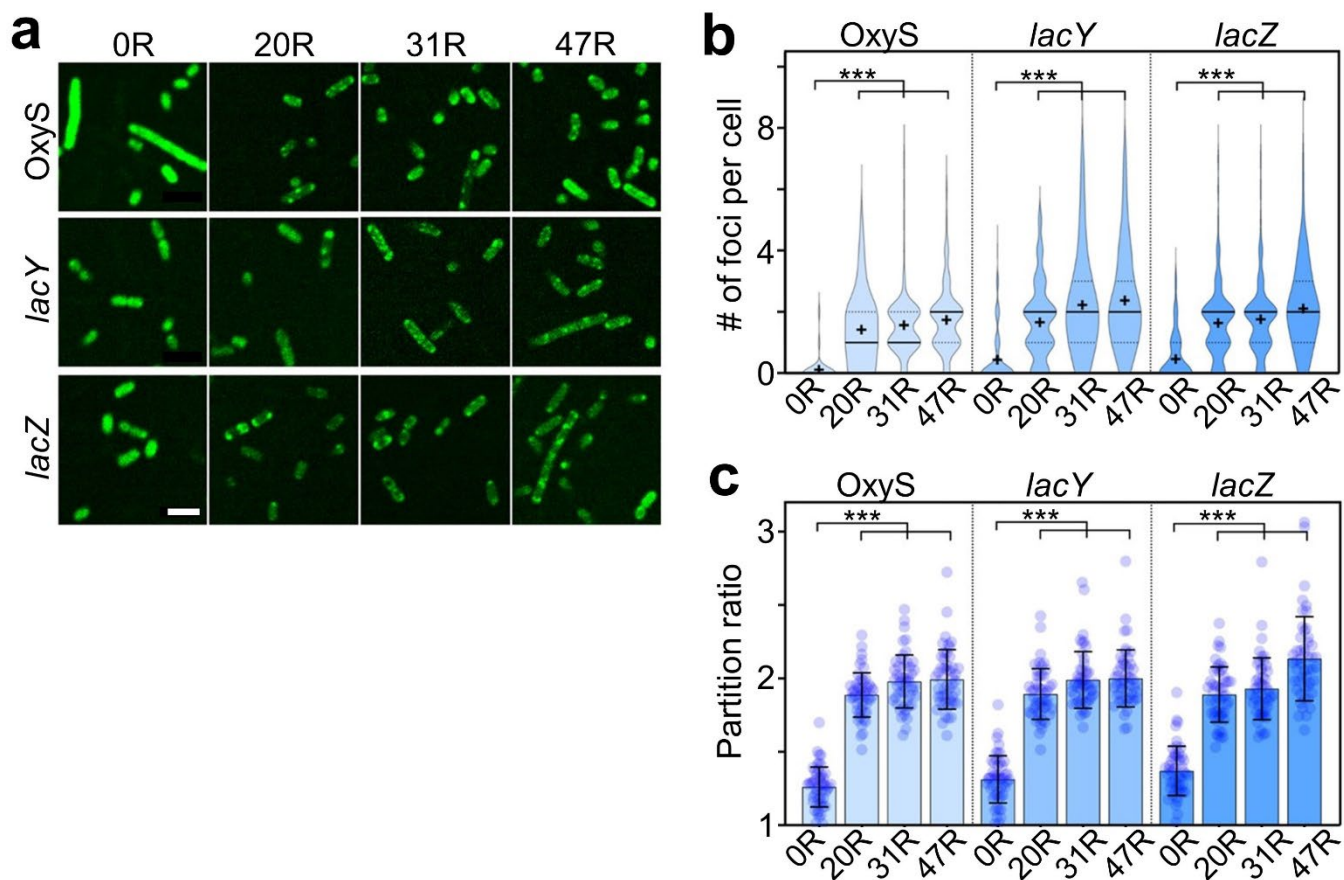 a
0R 20R 31R 47R
OxyS
lacY
lacZ
b
OxyS lacY lacZ
*** *** ***
# of foci per cell
8
4
0
0R 20R 31R 47R 0R 20R 31R 47R 0R 20R 31R 47R
c
OxyS lacY lacZ
*** *** ***
Partition ratio
3
2
1
0R 20R 31R 47R 0R 20R 31R 47R 0R 20R 31R 47R